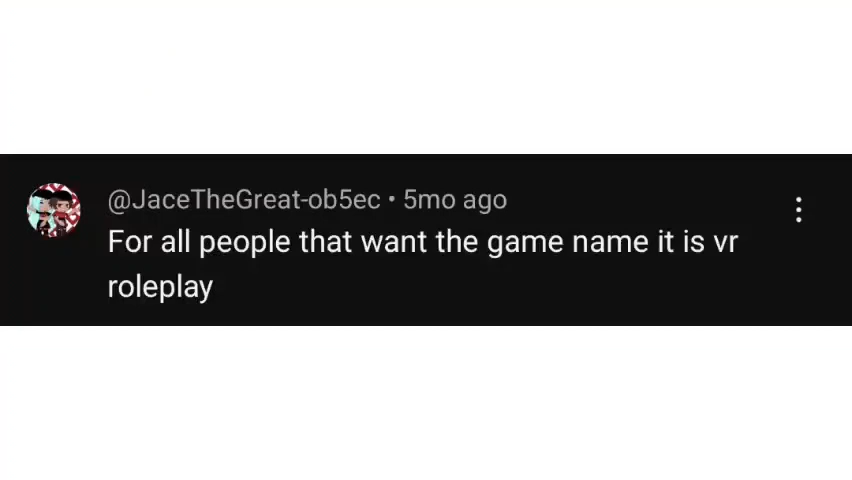 @JaceTheGreat-ob5ec • 5mo ago
For all people that want the game name it is vr
roleplay